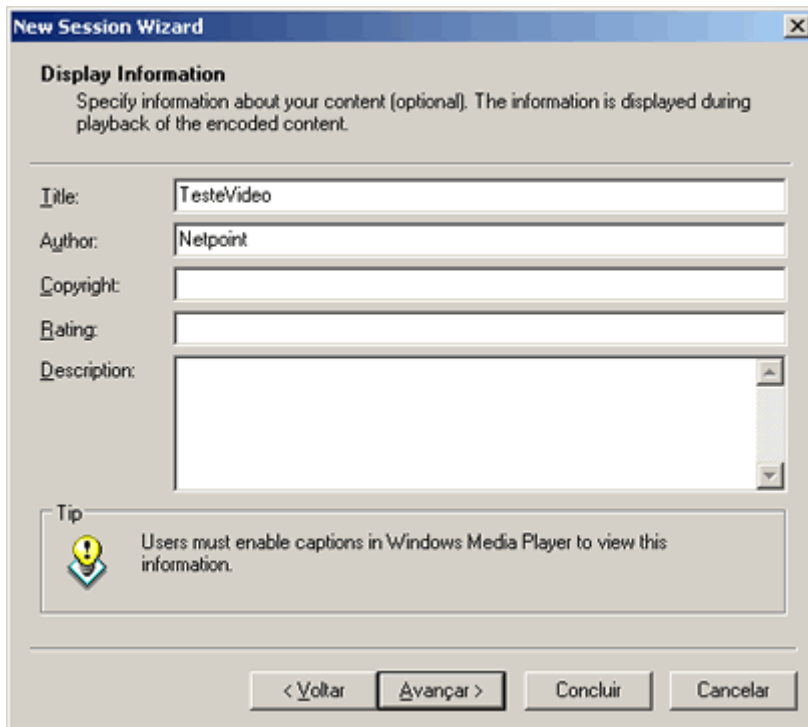 New Session Wizard
Display Information
Specify information about your content (optional). The information is displayed during
playback of the encoded content.
Title: TesteVideo
Author: Netpoint
Copyright:
Rating:
Description:
Tip
Users must enable captions in Windows Media Player to view this
information.
< Voltar Avançar > Concluir Cancelar